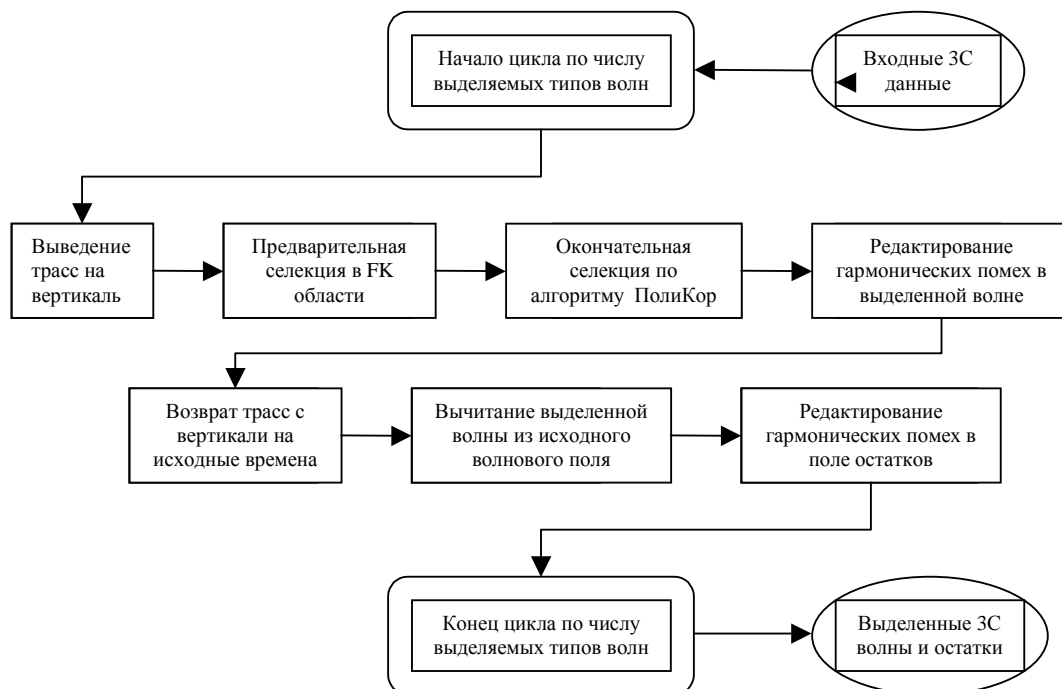 Начало цикла по числу
выделяемых типов волн
Входные 3С
данные
Выведение
трасс на
вертикаль
Предварительная
селекция в FK
области
Окончательная
селекция по
алгоритму ПолиКор
Редактирование
гармонических помех в
выделенной волне
Возврат трасс с
вертикали на
исходные времена
Вычитание выделенной
волны из исходного
волнового поля
Редактирование
гармонических помех в
поле остатков
Конец цикла по числу
выделяемых типов волн
Выделенные 3С
волны и остатки